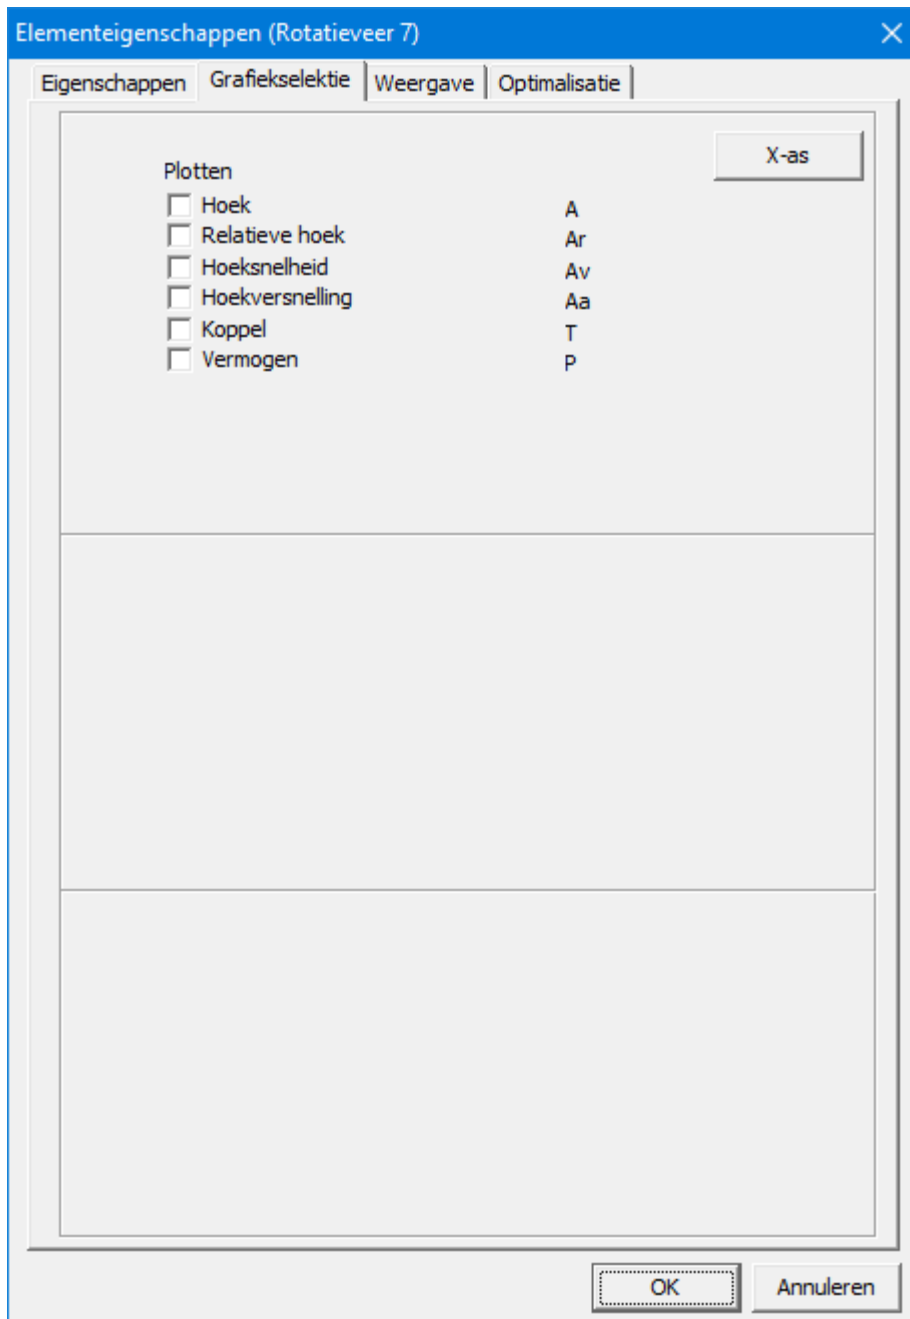 Elementeigenschappen (Rotatieveer 7)
Eigenschappen Grafiekselektie Weergave Optimalisatie
X-as
Plotten
Hoek A
Relatieve hoek Ar
Hoeksnelheid Av
Hoekversnelling Aa
Koppel T
Vermogen P
OK Annuleren